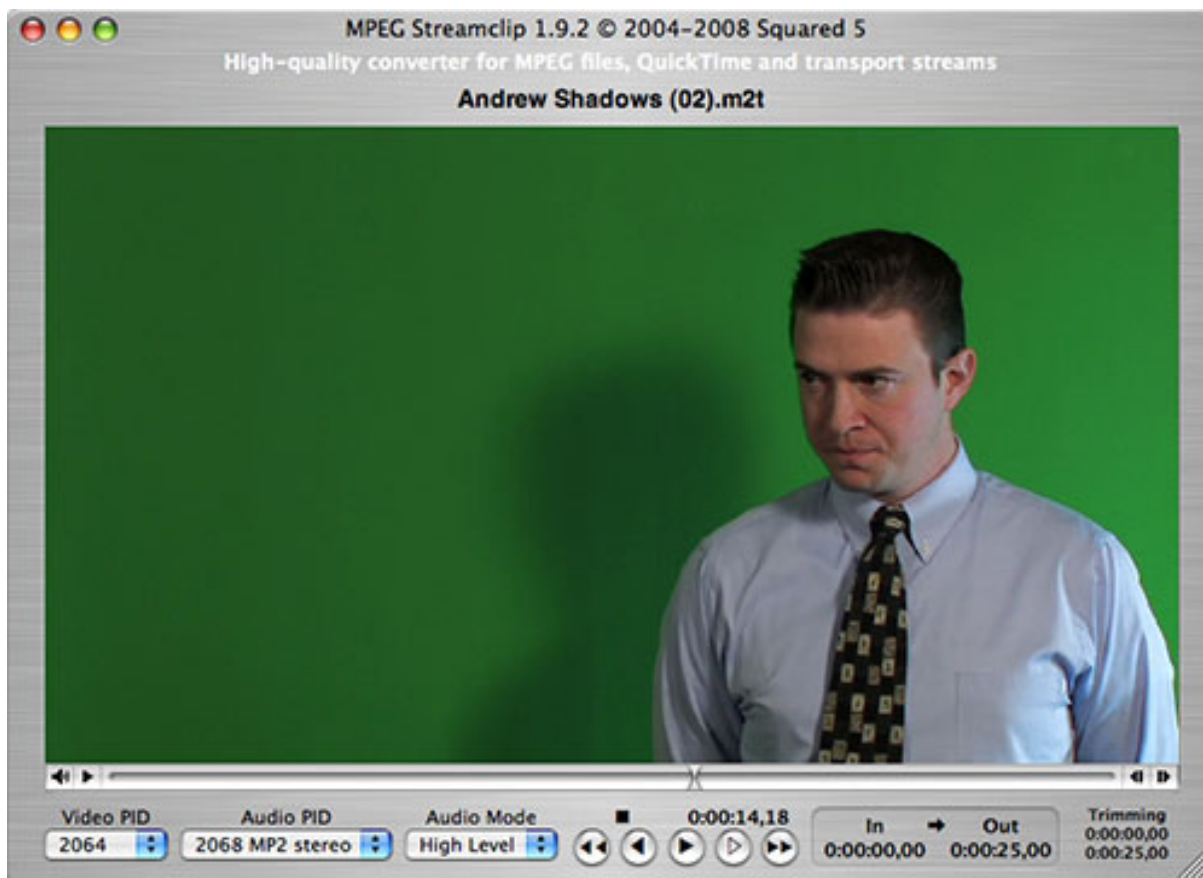 MPEG Streamclip 1.9.2 © 2004-2008 Squared 5
High-quality converter for MPEG files, QuickTime and transport streams
Andrew Shadows (02).m2t
Video PID
2064
Audio PID
2068 MP2 stereo
Audio Mode
High Level
0:00:14,18
In ➡ Out
0:00:00,00 0:00:25,00
Trimming
0:00:00,00
0:00:25,00